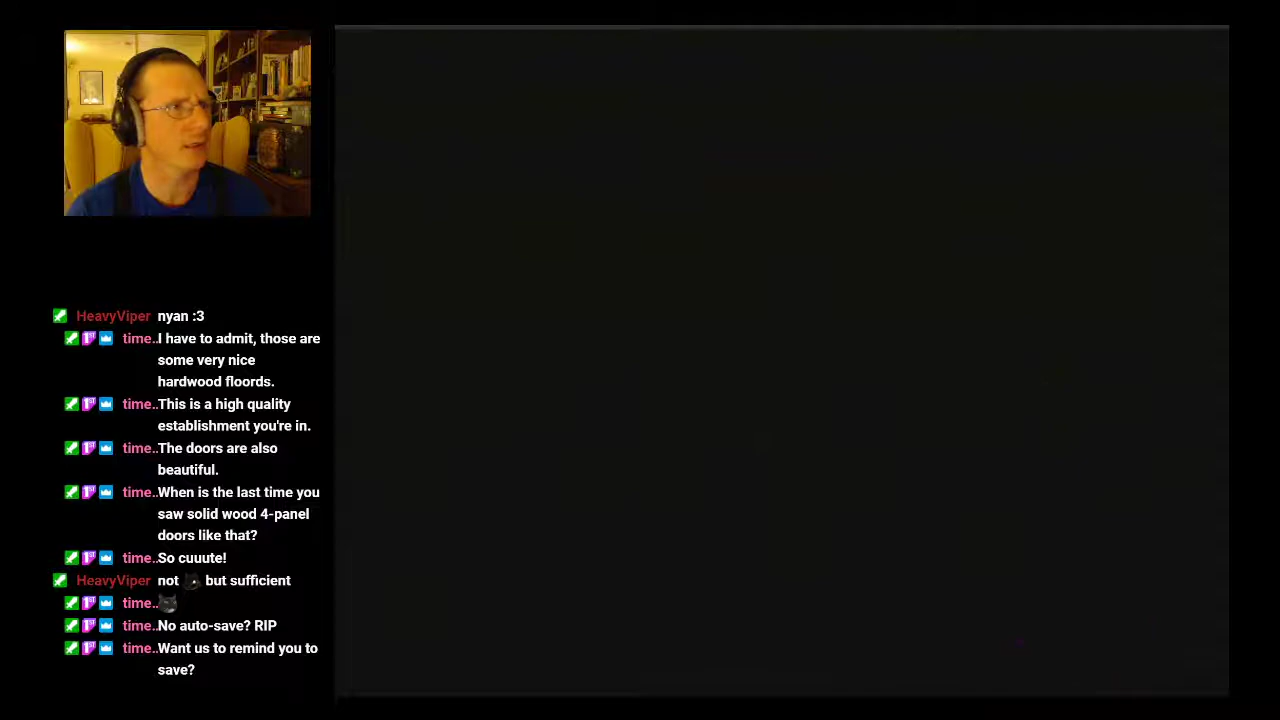 HeavyViper nyan :3
time.. I have to admit, those are
some very nice
hardwood floords.
time.. This is a high quality
establishment you're in.
time.. The doors are also
beautiful.
time.. When is the last time you
saw solid wood 4-panel
doors like that?
time.. So cuuute!
HeavyViper not but sufficient
time..
time.. No auto-save? RIP
time.. Want us to remind you to
save?